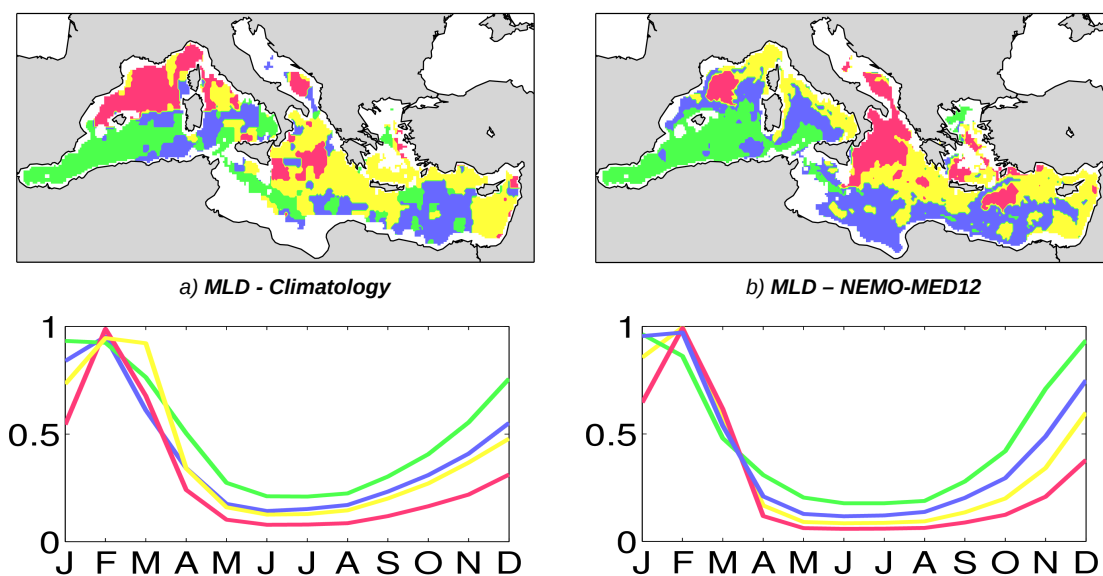 a) MLD - Climatology
b) MLD – NEMO-MED12
1
0.5
0
J F M A M J J A S O N D
1
0.5
0
J F M A M J J A S O N D